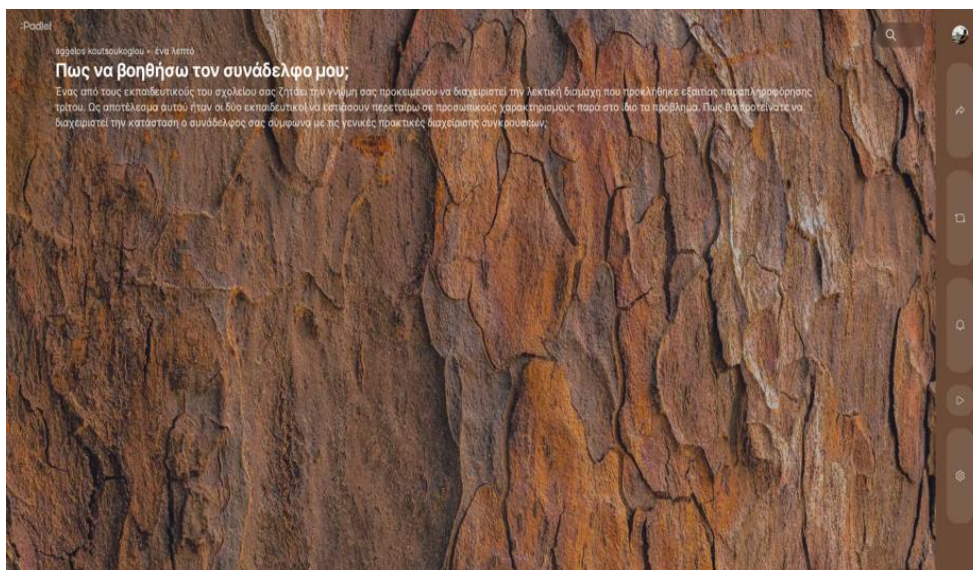 :Padlet
aggelos koutsoukoglou • ένα λεπτό
Πως να βοηθήσω τον συνάδελφο μου;
Ένας από τους εκπαιδευτικούς του σχολείου σας ζητάει την γνώμη σας προκειμένου να διαχειριστεί την λεκτική διαμάχη που προκλήθηκε εξαιτίας παραπληροφόρησης
τρίτου. Ως αποτέλεσμα αυτού ήταν οι δύο εκπαιδευτικοί να εστιάσουν περεταίρω σε προσωπικούς χαρακτηρισμούς παρά στο ίδιο το πρόβλημα. Πως θα προτείνατε να
διαχειριστεί την κατάσταση ο συνάδελφος σας σύμφωνα με τις γενικές πρακτικές διαχείρισης συγκρούσεων;